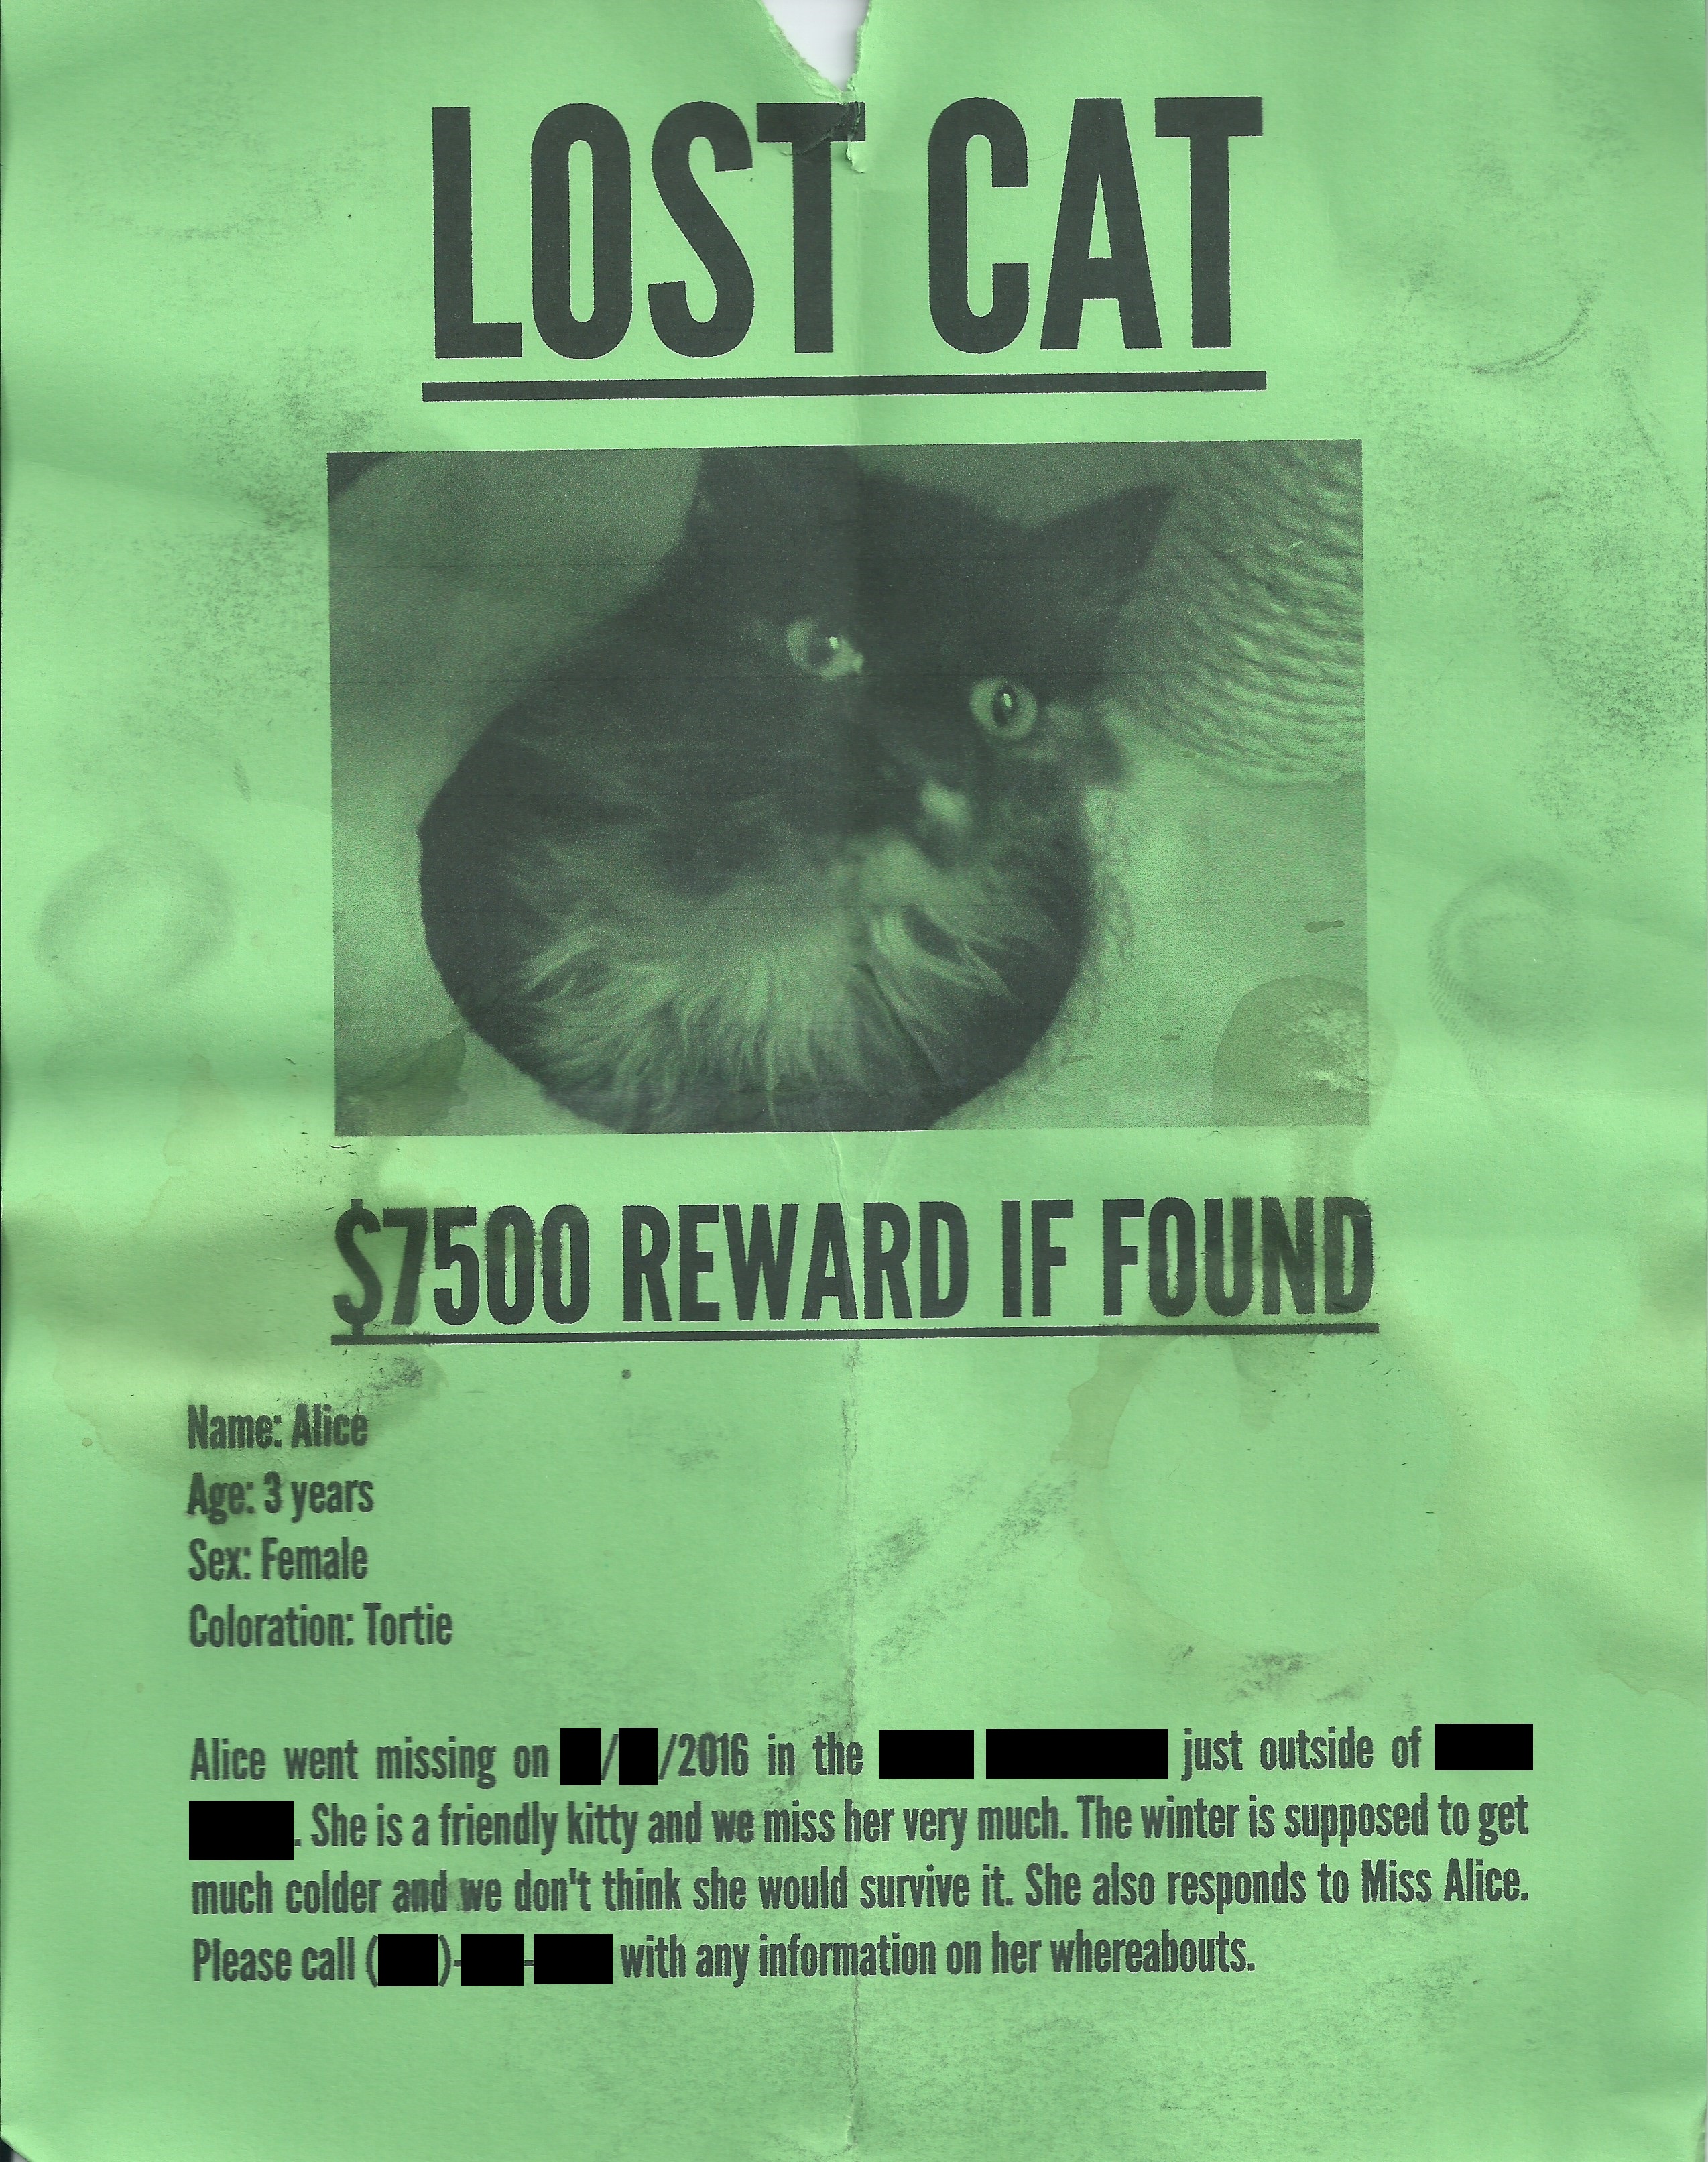 LOST CAT
$7500 REWARD IF FOUND
Name: Alice
Age: 3 years
Sex: Female
Coloration: Tortie
Alice went missing on / /2016 in the just outside of
. She is a friendly kitty and we miss her very much. The winter is supposed to get
much colder and we don't think she would survive it. She also responds to Miss Alice.
Please call ( )- - with any information on her whereabouts.